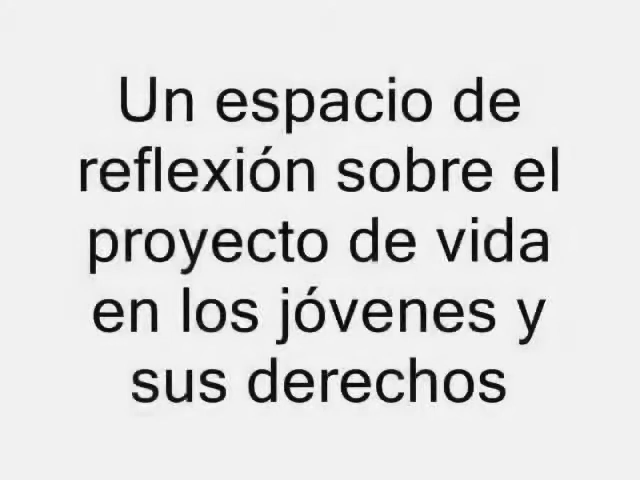 Un espacio de
reflexión sobre el
proyecto de vida
en los jóvenes y
sus derechos